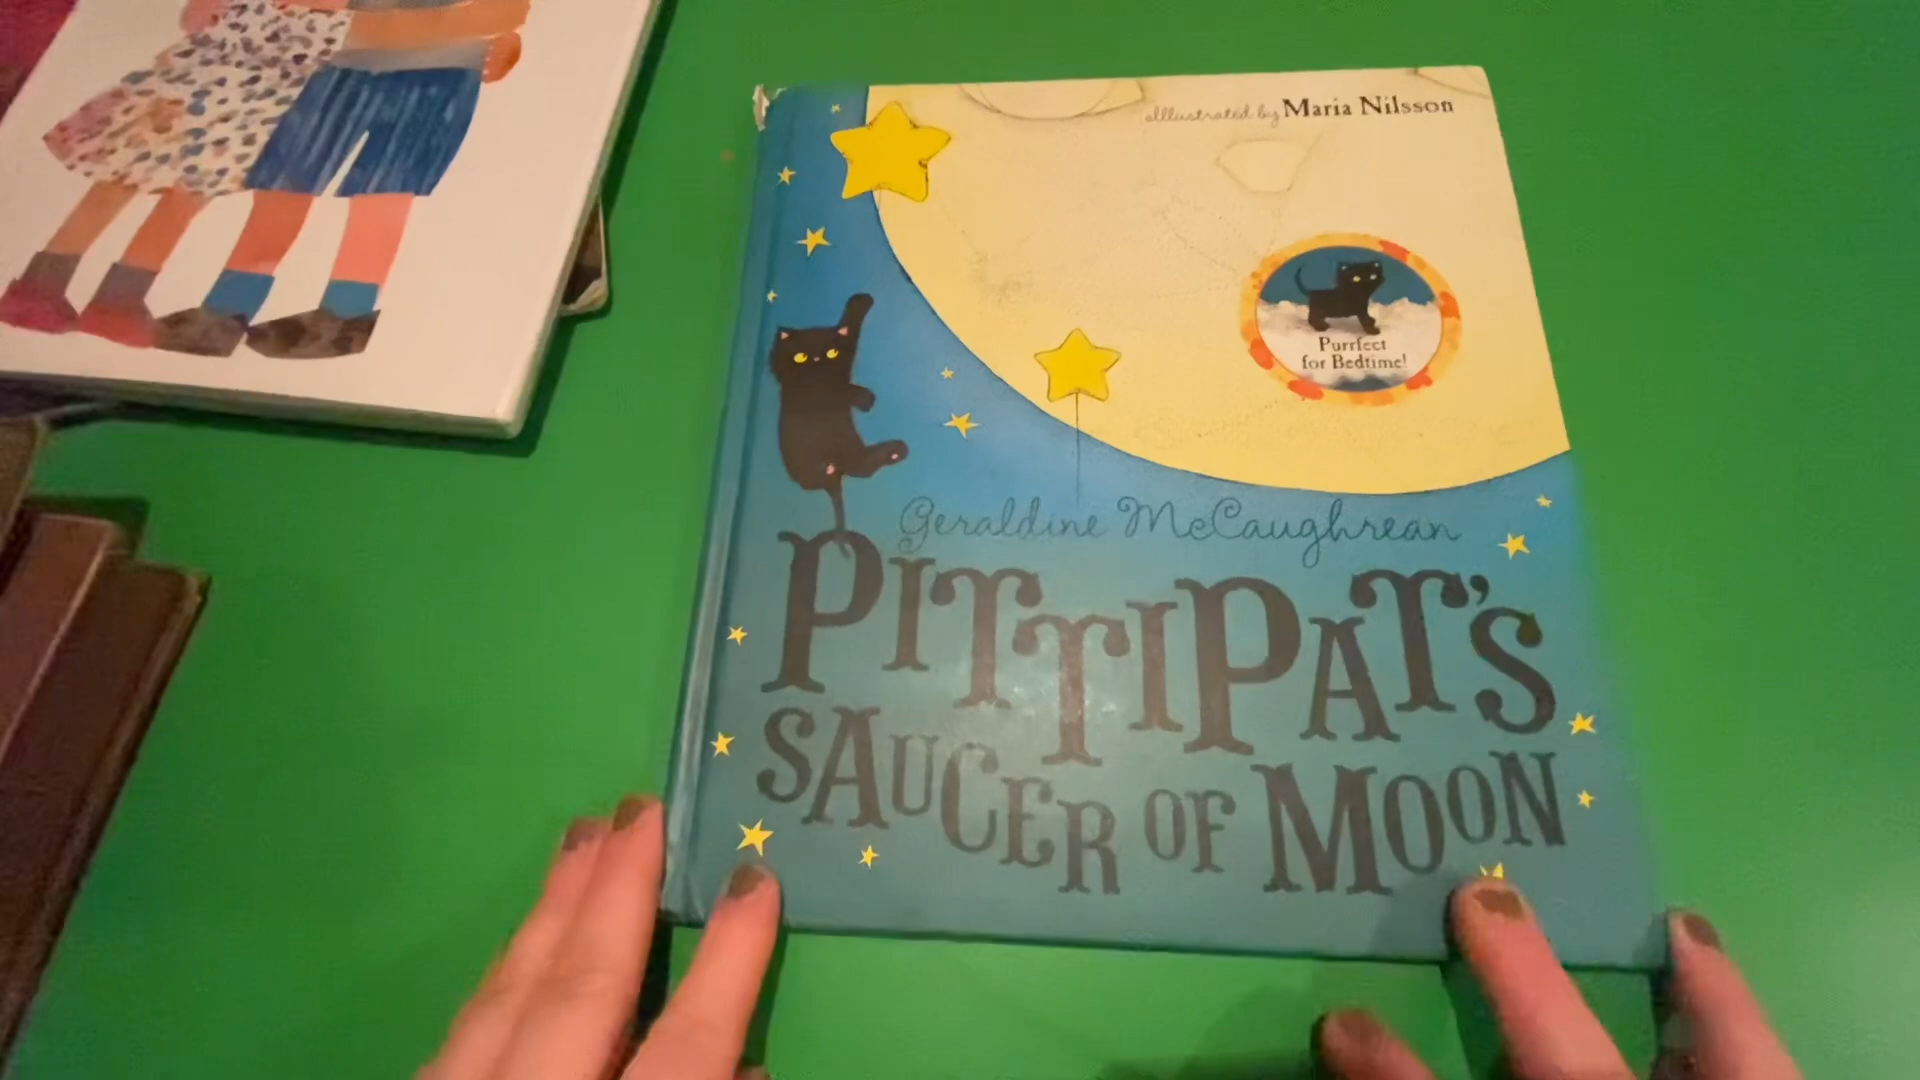 illustrated by Maria Nilsson
Purrfect
for Bedtime!
Geraldine McCaughrean
PITTIPAT'S
SAUCER OF MOON